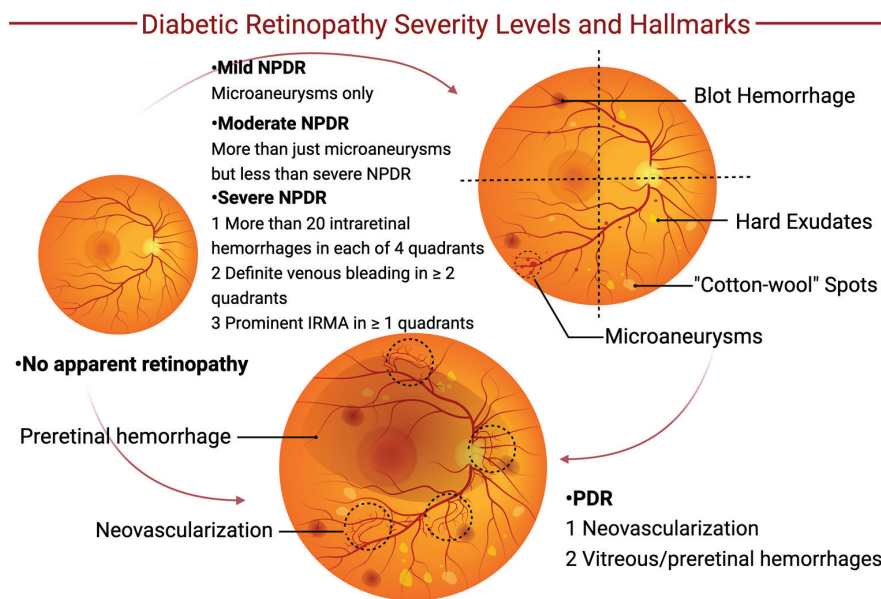 Diabetic Retinopathy Severity Levels and Hallmarks
•Mild NPDR
Microaneurysms only
•Moderate NPDR
More than just microaneurysms
but less than severe NPDR
•Severe NPDR
1 More than 20 intraretinal
hemorrhages in each of 4 quadrants
2 Definite venous bleading in ≥ 2
quadrants
3 Prominent IRMA in ≥ 1 quadrants
Blot Hemorrhage
Hard Exudates
"Cotton-wool" Spots
Microaneurysms
•No apparent retinopathy
Preretinal hemorrhage
Neovascularization
•PDR
1 Neovascularization
2 Vitreous/preretinal hemorrhages